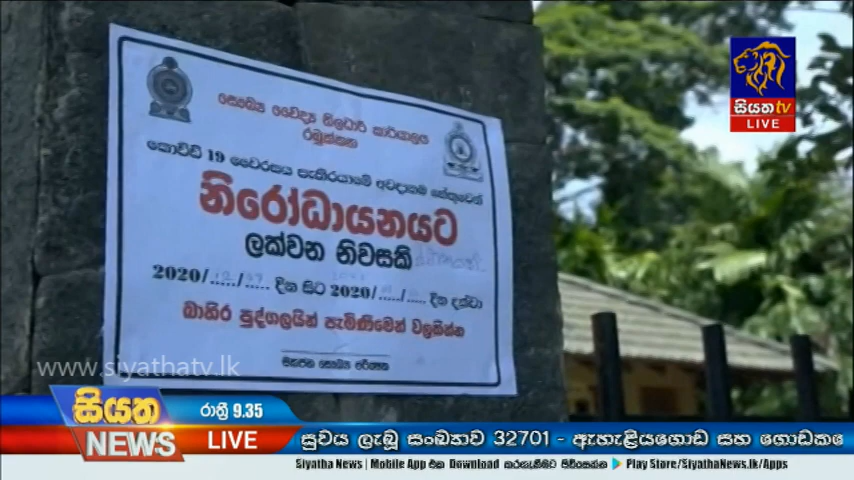 සෞඛ්‍ය වෛද්‍ය නිලධාරී කාර්යාලය
රඹුක්කන
කොවිඩ් 19 වෛරසය පැතිරයාමේ අවදානම හේතුවෙන්
නිරෝධායනයට
ලක්වන නිවසකි
2020/...../..... දින සිට 2020/...../..... දින දක්වා
බාහිර පුද්ගලයින් පැමිණීමෙන් වලකින්න
මහජන සෞඛ්‍ය පරීක්ෂක
සියත tv
LIVE
www.siyathatv.lk
සියත
NEWS
රාත්‍රී 9.35
LIVE
සුවය ලැබූ සංඛ්‍යාව 32701 - ඇහැළියගොඩ සහ ගොඩක
Siyatha News | Mobile App එක Download කරගැනීමට පිවිසෙන්න Play Store/SiyathaNews.lk/Apps